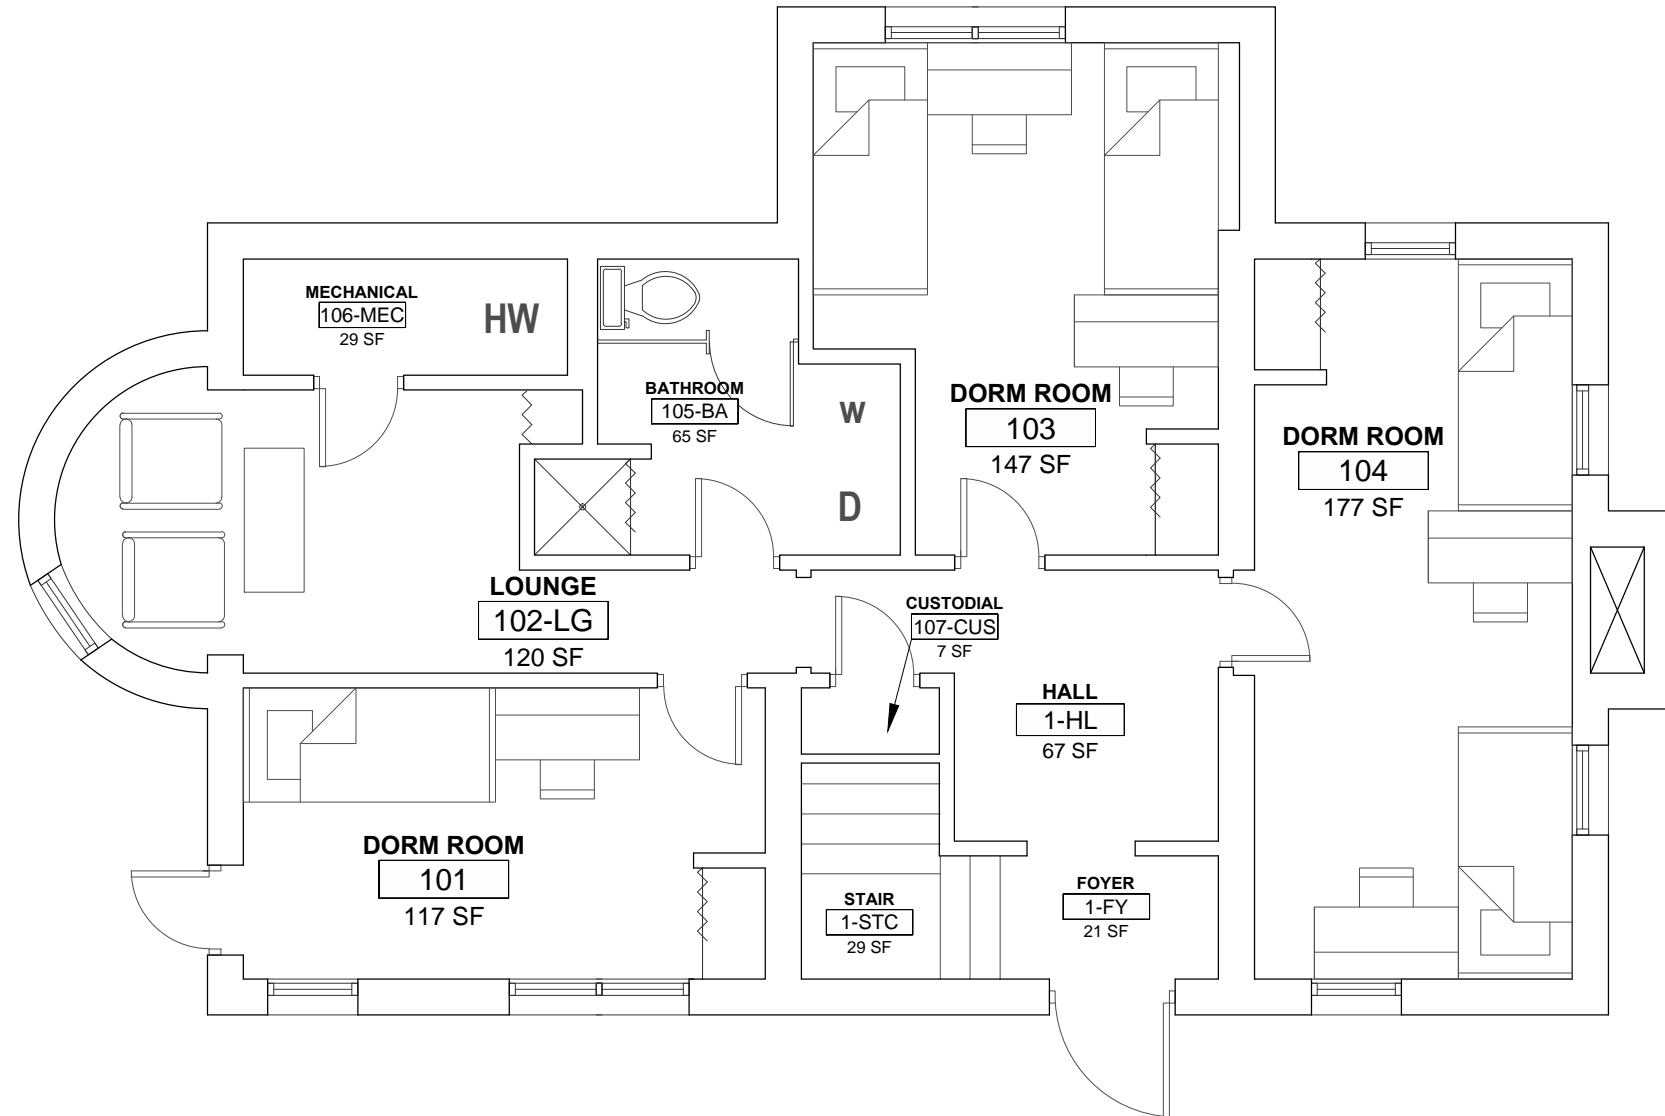 MECHANICAL
106-MEC
29 SF
HW
BATHROOM
105-BA
65 SF
W
D
DORM ROOM
103
147 SF
DORM ROOM
104
177 SF
LOUNGE
102-LG
120 SF
CUSTODIAL
107-CUS
7 SF
HALL
1-HL
67 SF
DORM ROOM
101
117 SF
STAIR
1-STC
29 SF
FOYER
1-FY
21 SF